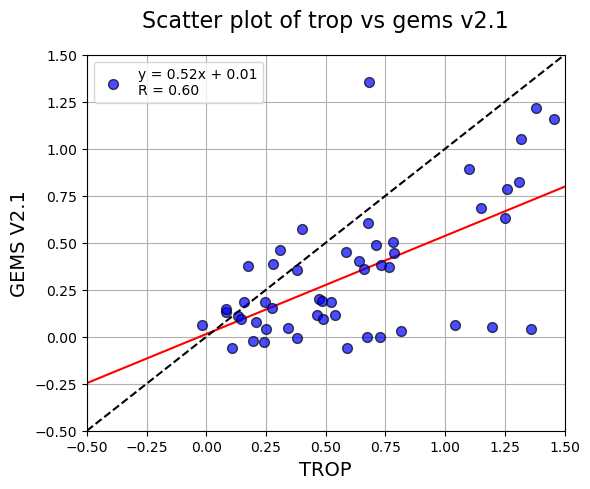 Scatter plot of trop vs gems v2.1
y = 0.52x + 0.01
R = 0.60
1.50
1.25
1.00
0.75
0.50
0.25
0.00
−0.25
−0.50
GEMS V2.1
−0.50 −0.25 0.00 0.25 0.50 0.75 1.00 1.25 1.50
TROP